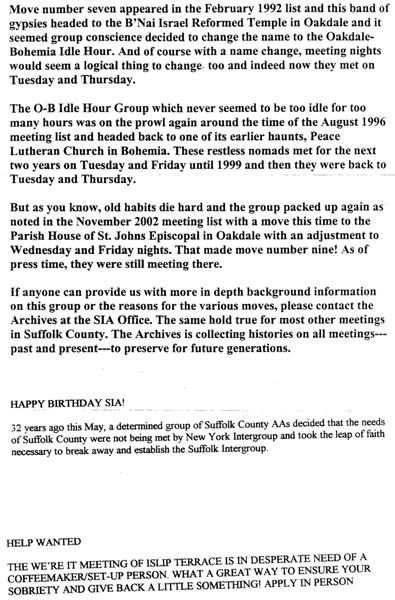 Move number seven appeared in the February 1992 list and this band of
gypsies headed to the B'Nai Israel Reformed Temple in Oakdale and it
seemed group conscience decided to change the name to the Oakdale-
Bohemia Idle Hour. And of course with a name change, meeting nights
would seem a logical thing to change too and indeed now they met on
Tuesday and Thursday.
The O-B Idle Hour Group which never seemed to be too idle for too
many hours was on the prowl again around the time of the August 1996
meeting list and headed back to one of its earlier haunts, Peace
Lutheran Church in Bohemia. These restless nomads met for the next
two years on Tuesday and Friday until 1999 and then they were back to
Tuesday and Thursday.
But as you know, old habits die hard and the group packed up again as
noted in the November 2002 meeting list with a move this time to the
Parish House of St. Johns Episcopal in Oakdale with an adjustment to
Wednesday and Friday nights. That made move number nine! As of
press time, they were still meeting there.
If anyone can provide us with more in depth background information
on this group or the reasons for the various moves, please contact the
Archives at the SIA Office. The same hold true for most other meetings
in Suffolk County. The Archives is collecting histories on all meetings---
past and present---to preserve for future generations.
HAPPY BIRTHDAY SIA!
32 years ago this May, a determined group of Suffolk County AAs decided that the needs
of Suffolk County were not being met by New York Intergroup and took the leap of faith
necessary to break away and establish the Suffolk Intergroup.
HELP WANTED
THE WE'RE IT MEETING OF ISLIP TERRACE IS IN DESPERATE NEED OF A
COFFEEMAKER/SET-UP PERSON. WHAT A GREAT WAY TO ENSURE YOUR
SOBRIETY AND GIVE BACK A LITTLE SOMETHING! APPLY IN PERSON